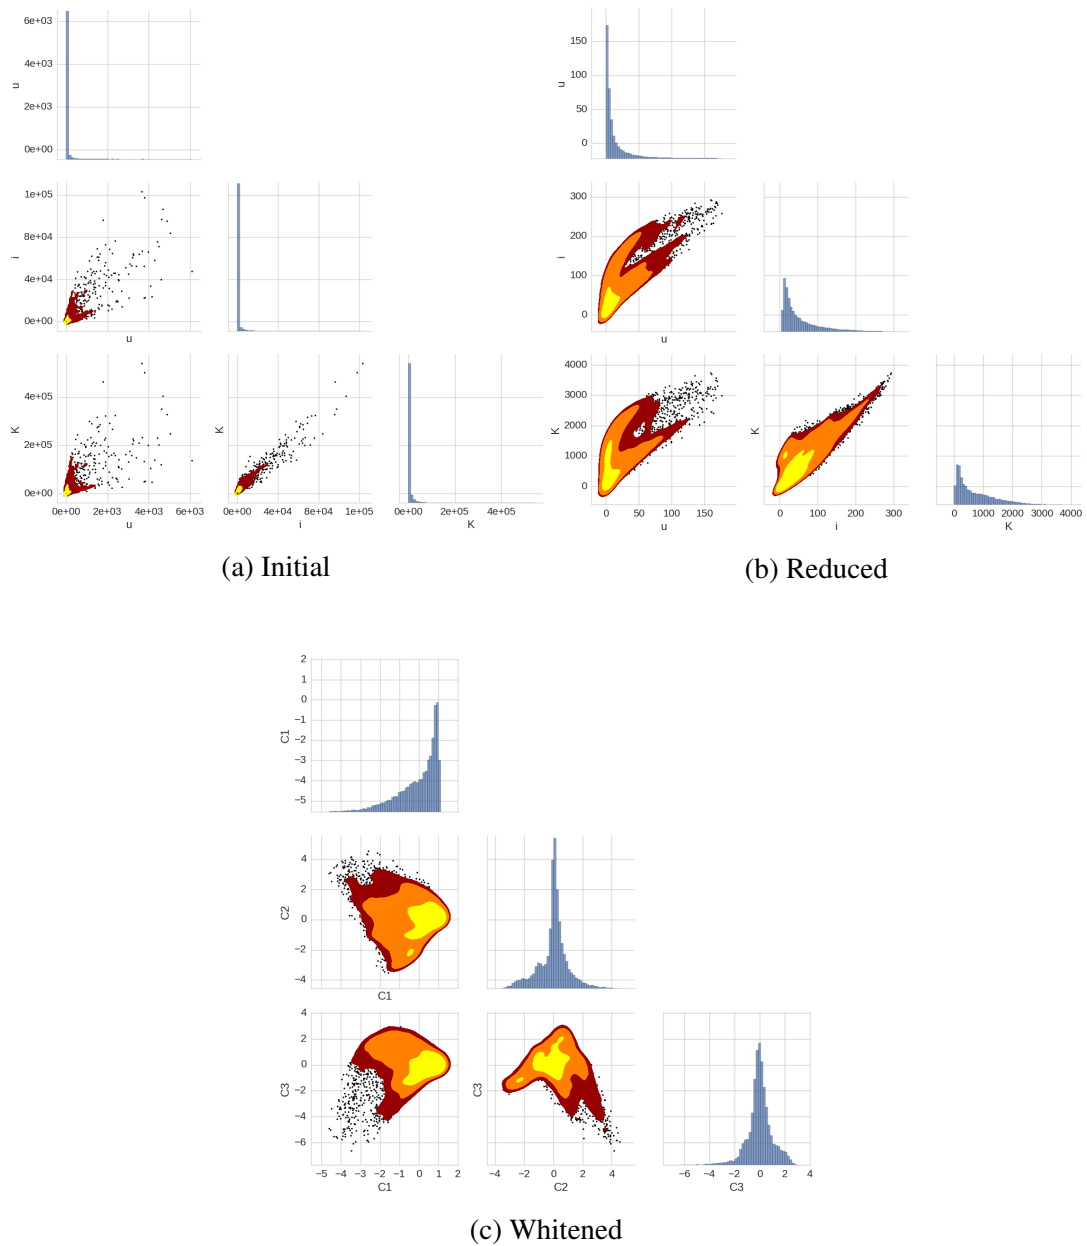 6e+03
4e+03
2e+03
0e+00
u
150
100
50
0
u
1e+05
8e+04
4e+04
0e+00
i
u
300
200
100
0
i
u
4e+05
2e+05
0e+00
K
K
0e+00 2e+03 4e+03 6e+03
u
0e+00 4e+04 8e+04 1e+05
i
0e+00 2e+05 4e+05
K
4000
3000
2000
1000
0
K
K
0 50 100 150
u
0 100 200 300
i
0 1000 2000 3000 4000
K
(a) Initial
(b) Reduced
2
1
0
−1
−2
−3
−4
−5
C1
4
2
0
−2
−4
C2
C1
4
2
0
−2
−4
−6
C3
C3
−5 −4 −3 −2 −1 0 1 2
C1
−4 −2 0 2 4
C2
−6 −4 −2 0 2 4
C3
(c) Whitened